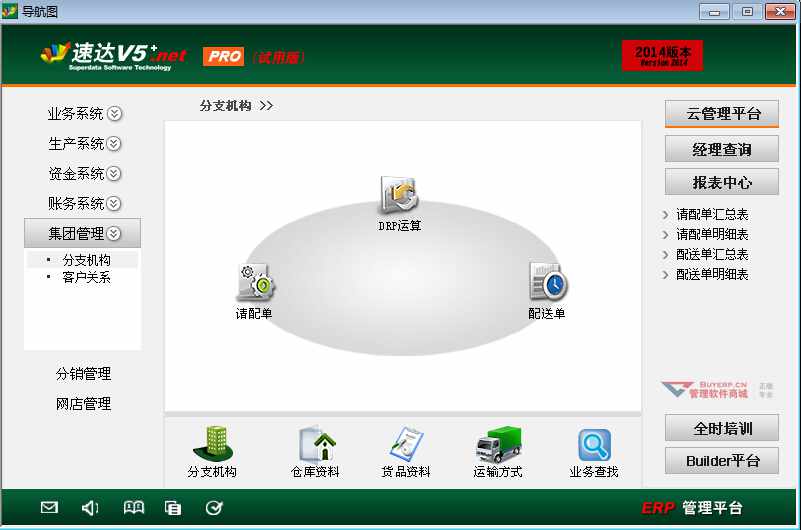 导航图
速达V5+.net
Superdata Software Technology
PRO
(试用版)
2014版本
Version 2014
业务系统
生产系统
资金系统
账务系统
集团管理
分支机构
客户关系
分销管理
网店管理
分支机构 >>
DRP运算
请配单
配送单
分支机构
仓库资料
货品资料
运输方式
业务查找
云管理平台
经理查询
报表中心
请配单汇总表
请配单明细表
配送单汇总表
配送单明细表
BUYERP.CN
管理软件商城
正版
专业
全时培训
Builder平台
ERP 管理平台